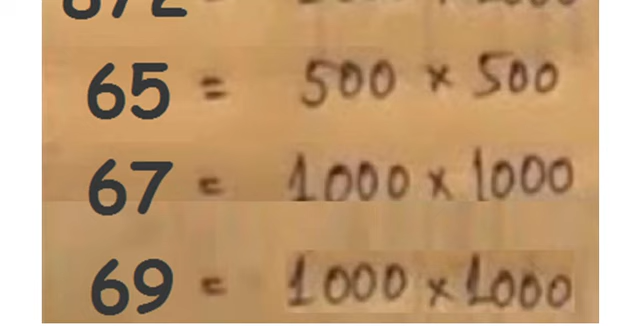 65 = 500 x 500
67 = 1000 x 1000
69 = 1000 x 1000